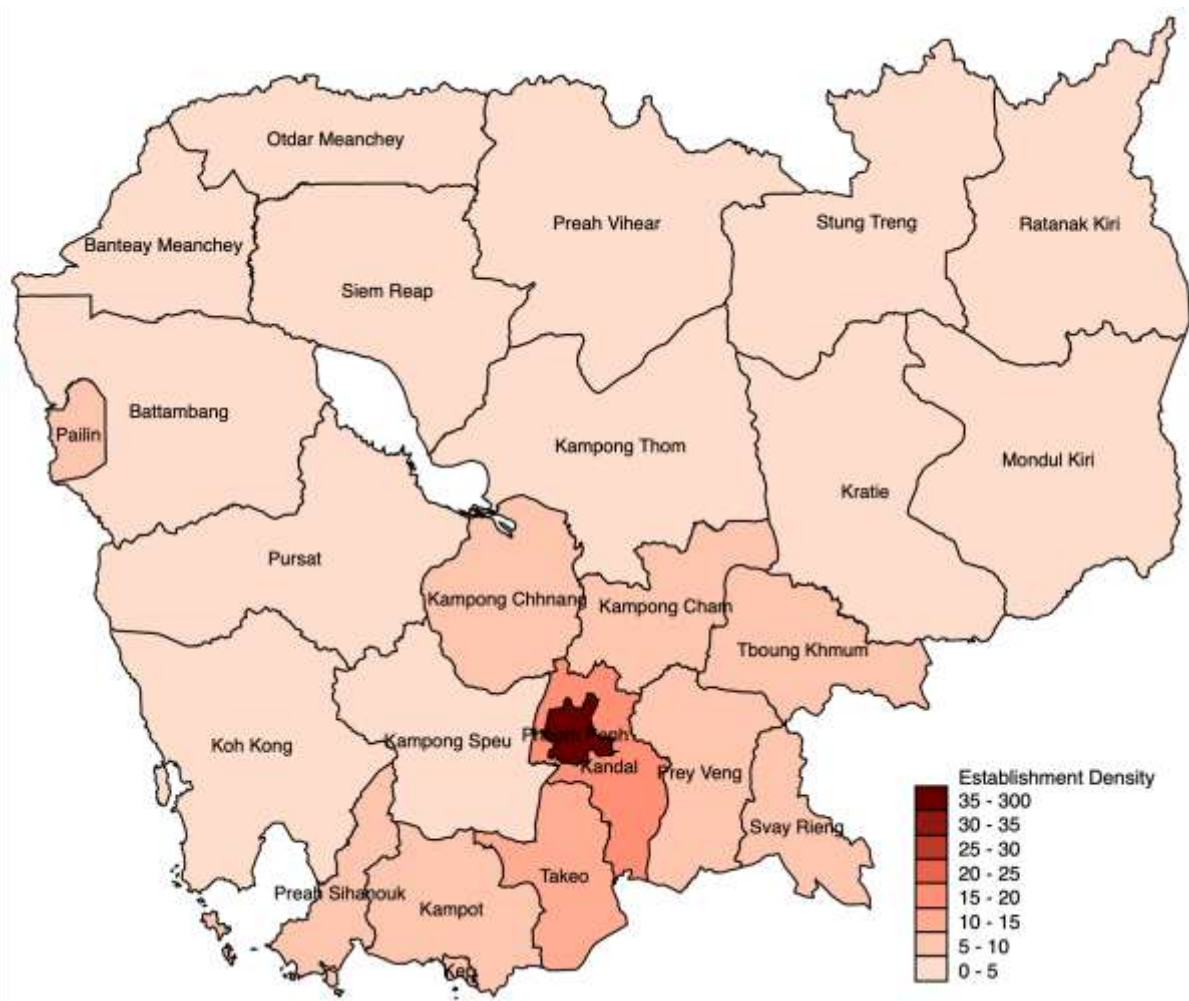 Otdar Meanchey
Preah Vihear
Stung Treng
Ratanak Kiri
Banteay Meanchey
Siem Reap
Battambang
Pailin
Kampong Thom
Mondul Kiri
Kratie
Pursat
Kampong Chhnang
Kampong Cham
Tboung Khmum
Phnom Penh
Koh Kong
Kampong Speu
Kandal
Prey Veng
Svay Rieng
Preah Sihanouk
Takeo
Kampot
Kep
Establishment Density
35 - 300
30 - 35
25 - 30
20 - 25
15 - 20
10 - 15
5 - 10
0 - 5